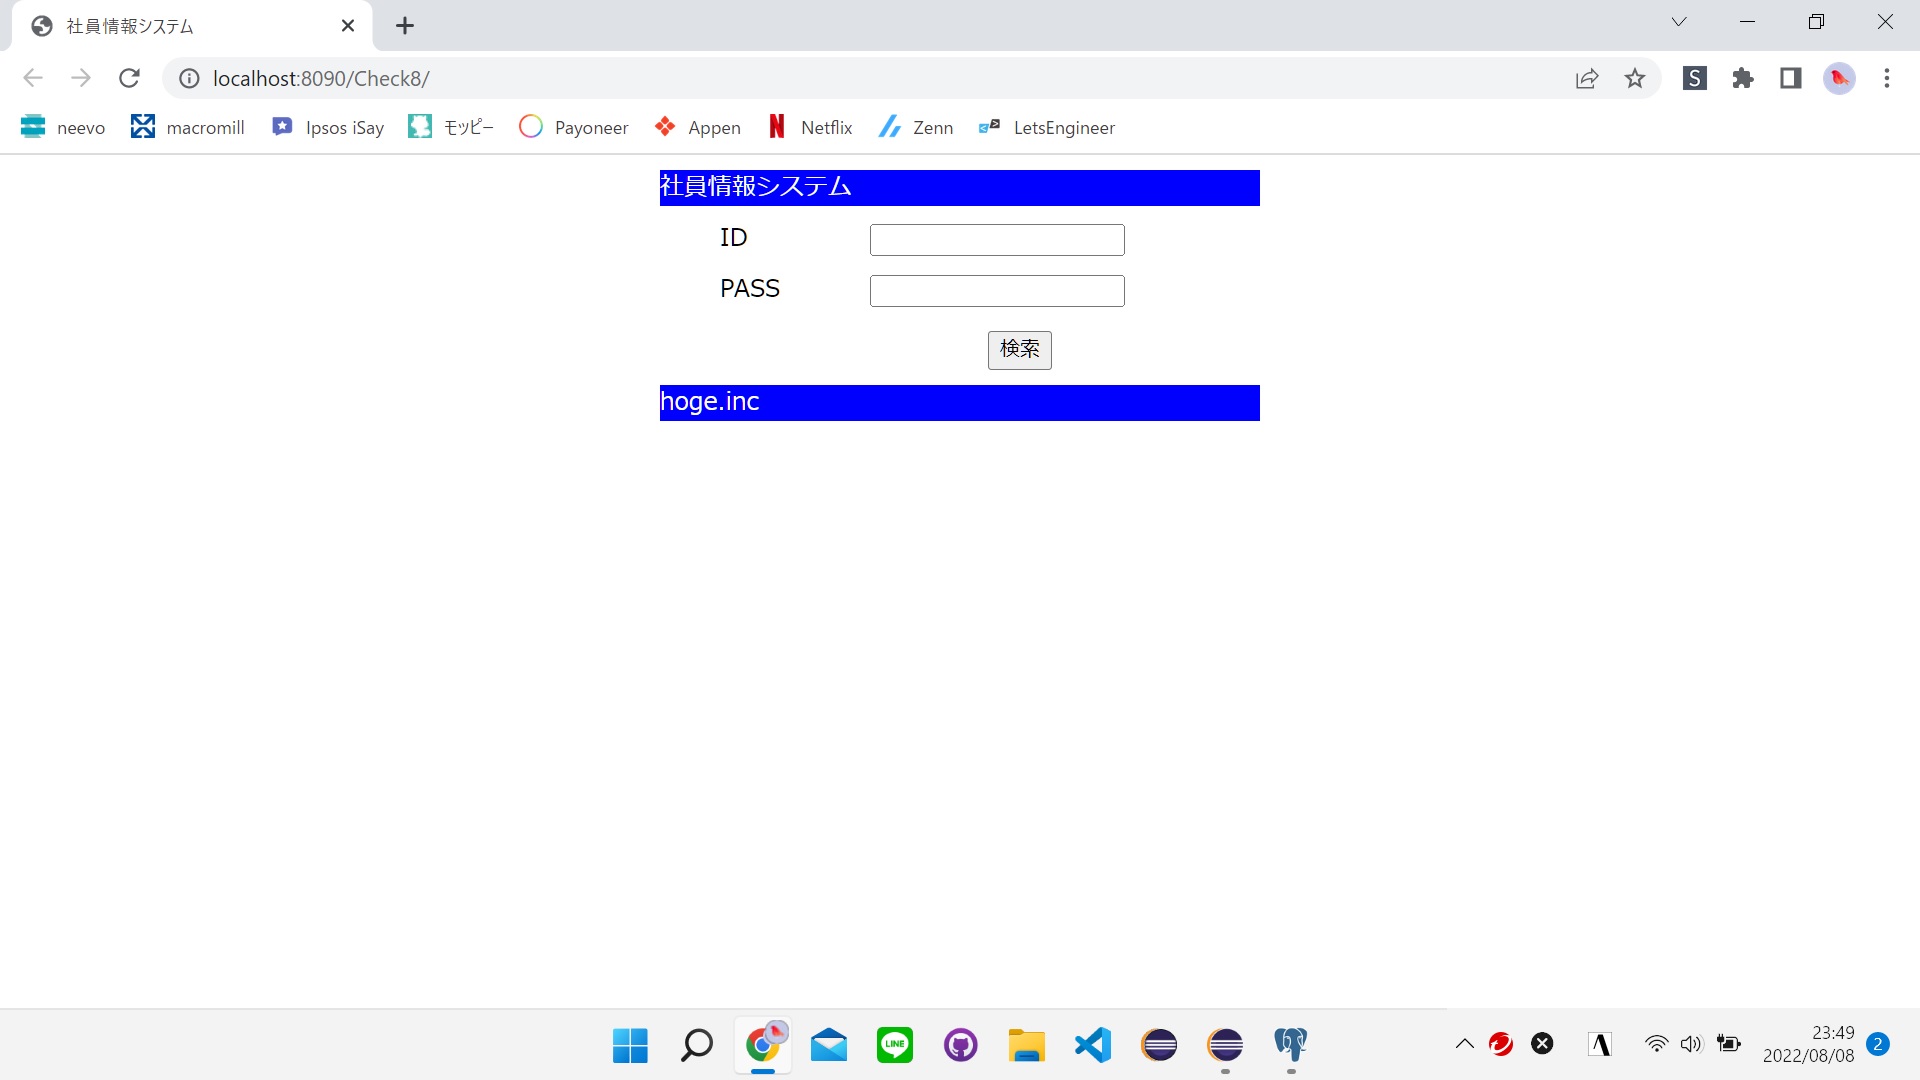 社員情報システム
localhost:8090/Check8/
S
neevo macromill Ipsos iSay モッピー Payoneer Appen Netflix Zenn LetsEngineer
社員情報システム
ID
PASS
検索
hoge.inc
LINE
23:49
2022/08/08
2